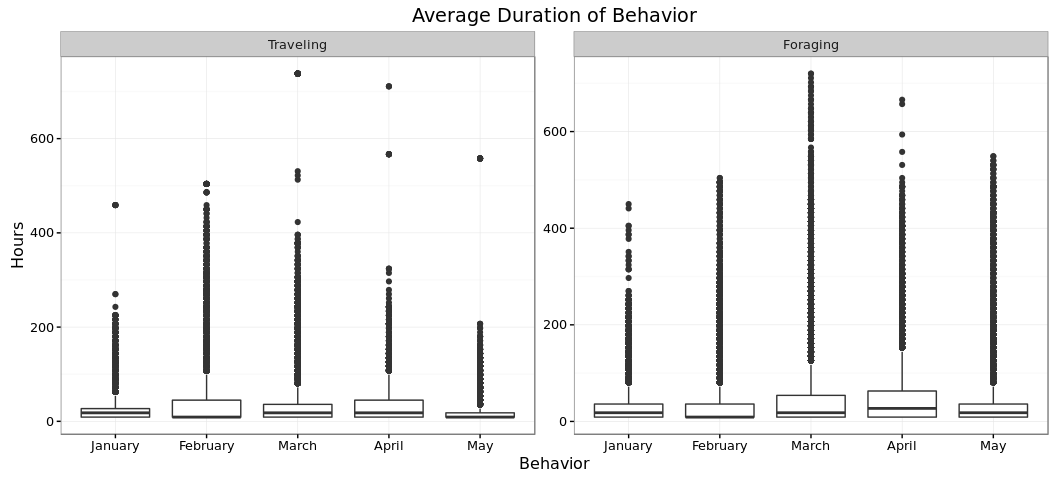 Average Duration of Behavior
Traveling
Foraging
Hours
600
400
200
0
600
400
200
0
January February March April May
January February March April May
Behavior